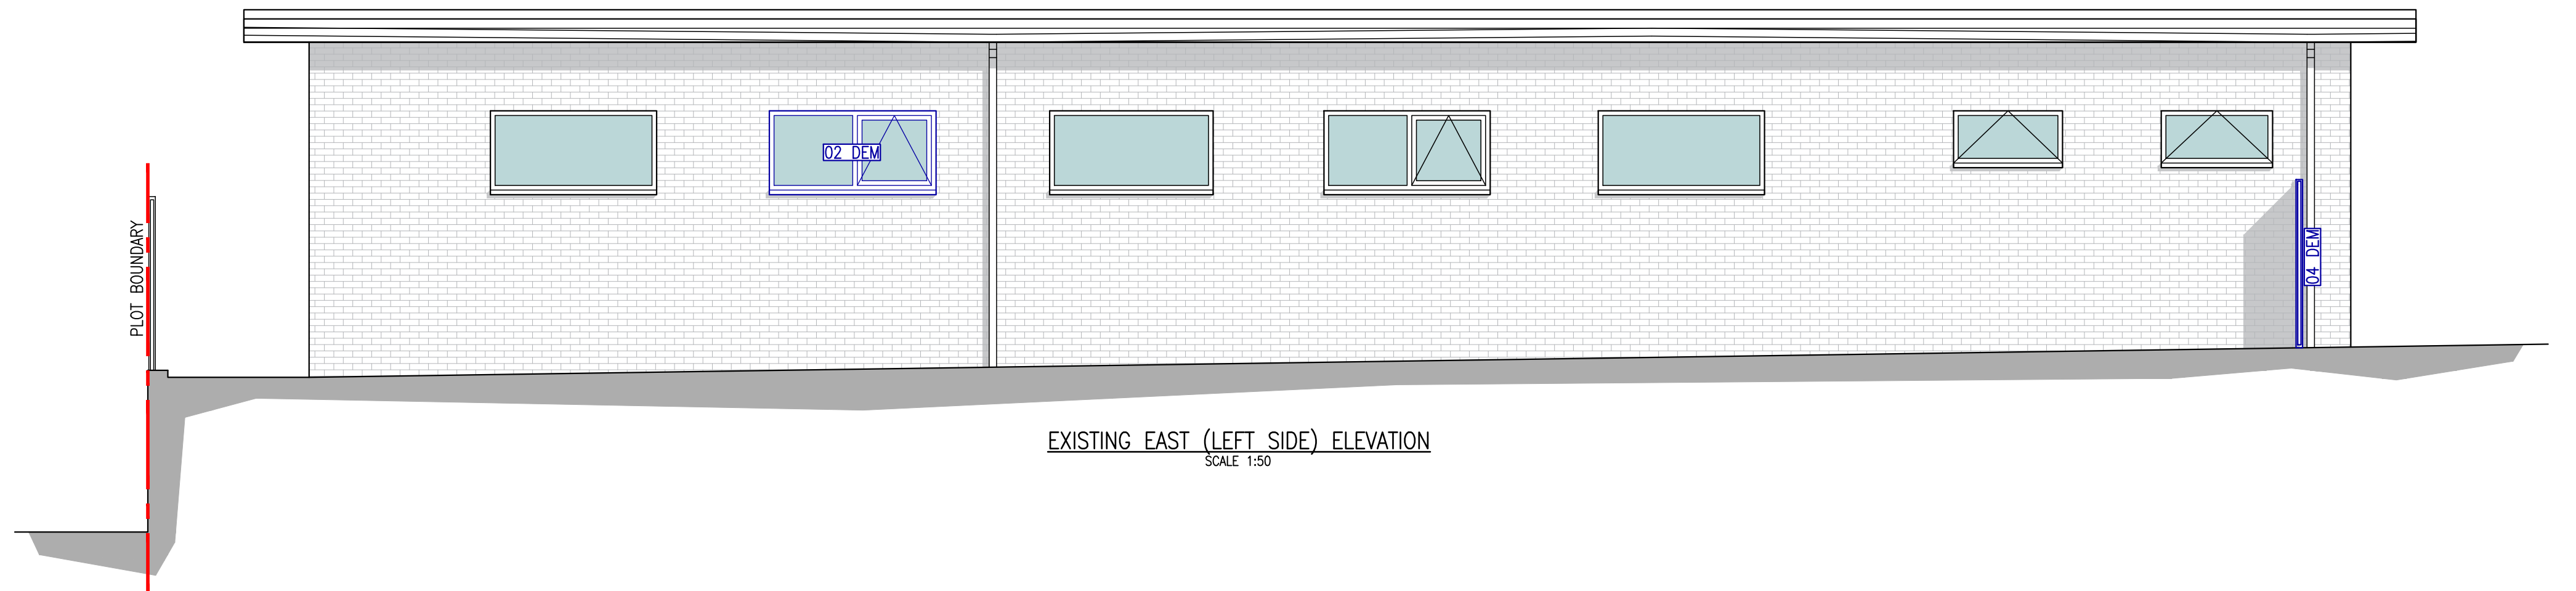 02 DEM
PLOT BOUNDARY
04 DEM
EXISTING EAST (LEFT SIDE) ELEVATION
SCALE 1:50